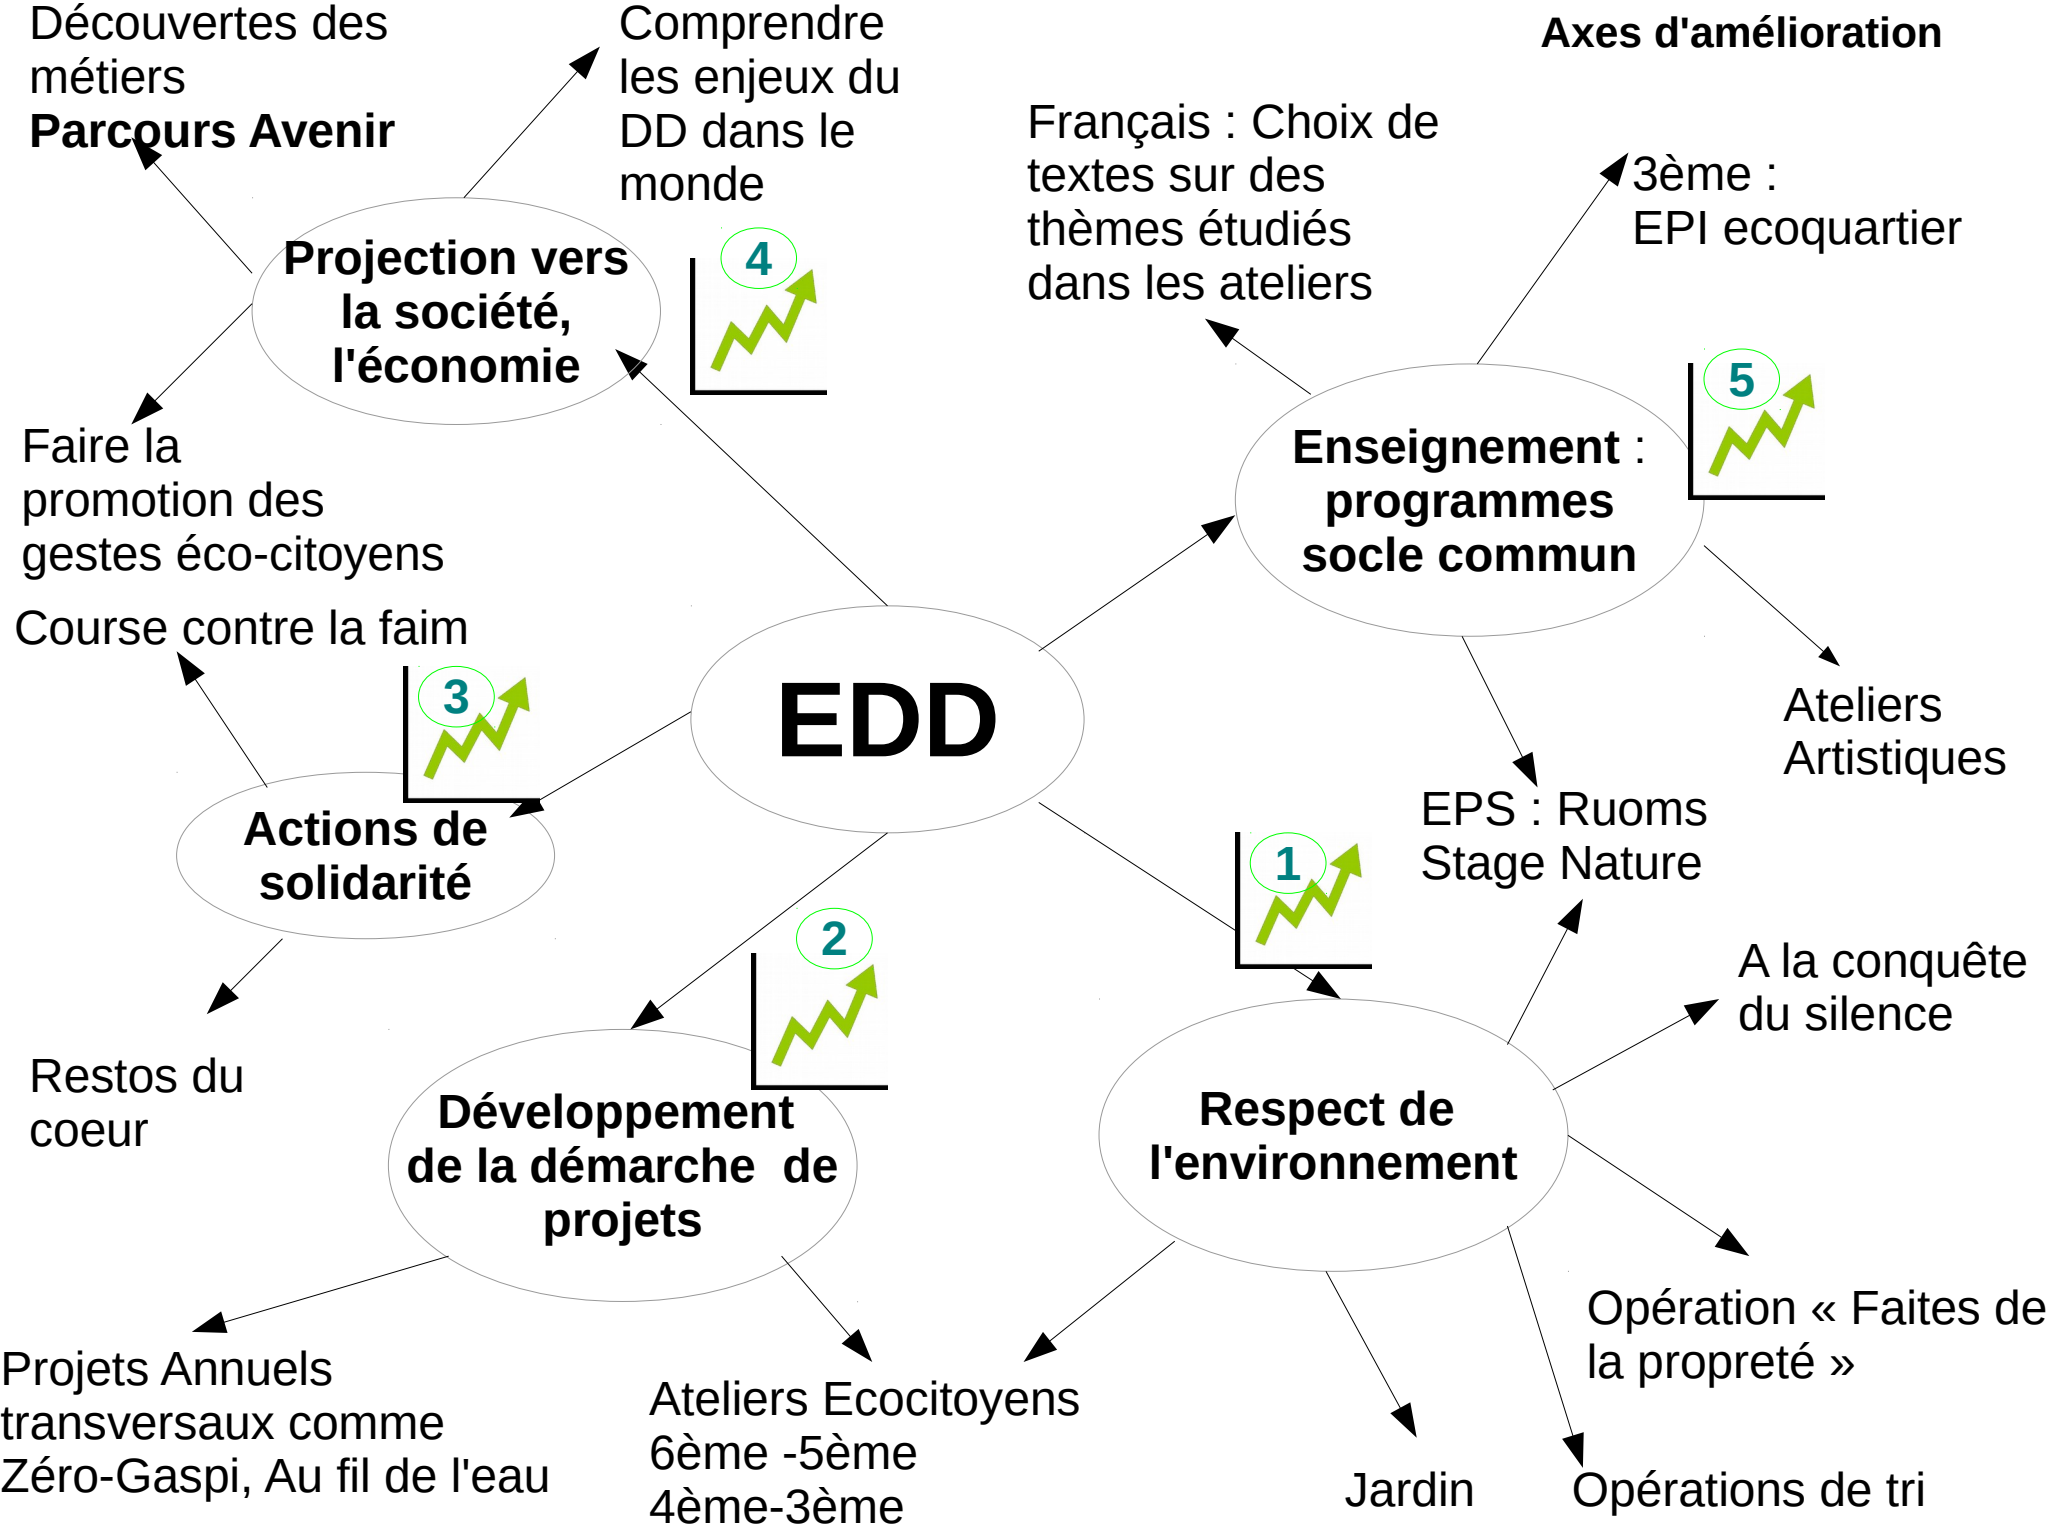 Découvertes des
métiers
Parcours Avenir
Comprendre
les enjeux du
DD dans le
monde
Axes d'amélioration
Français : Choix de
textes sur des
thèmes étudiés
dans les ateliers
3ème :
EPI ecoquartier
Projection vers
la société,
l'économie
4
5
Enseignement :
programmes
socle commun
Faire la
promotion des
gestes éco-citoyens
Course contre la faim
3
EDD
Ateliers
Artistiques
Actions de
solidarité
EPS : Ruoms
Stage Nature
1
2
A la conquête
du silence
Restos du
coeur
Développement
de la démarche  de
projets
Respect de
l'environnement
Opération « Faites de
la propreté »
Projets Annuels
transversaux comme
Zéro-Gaspi, Au fil de l'eau
Ateliers Ecocitoyens
6ème -5ème
4ème-3ème
Jardin
Opérations de tri